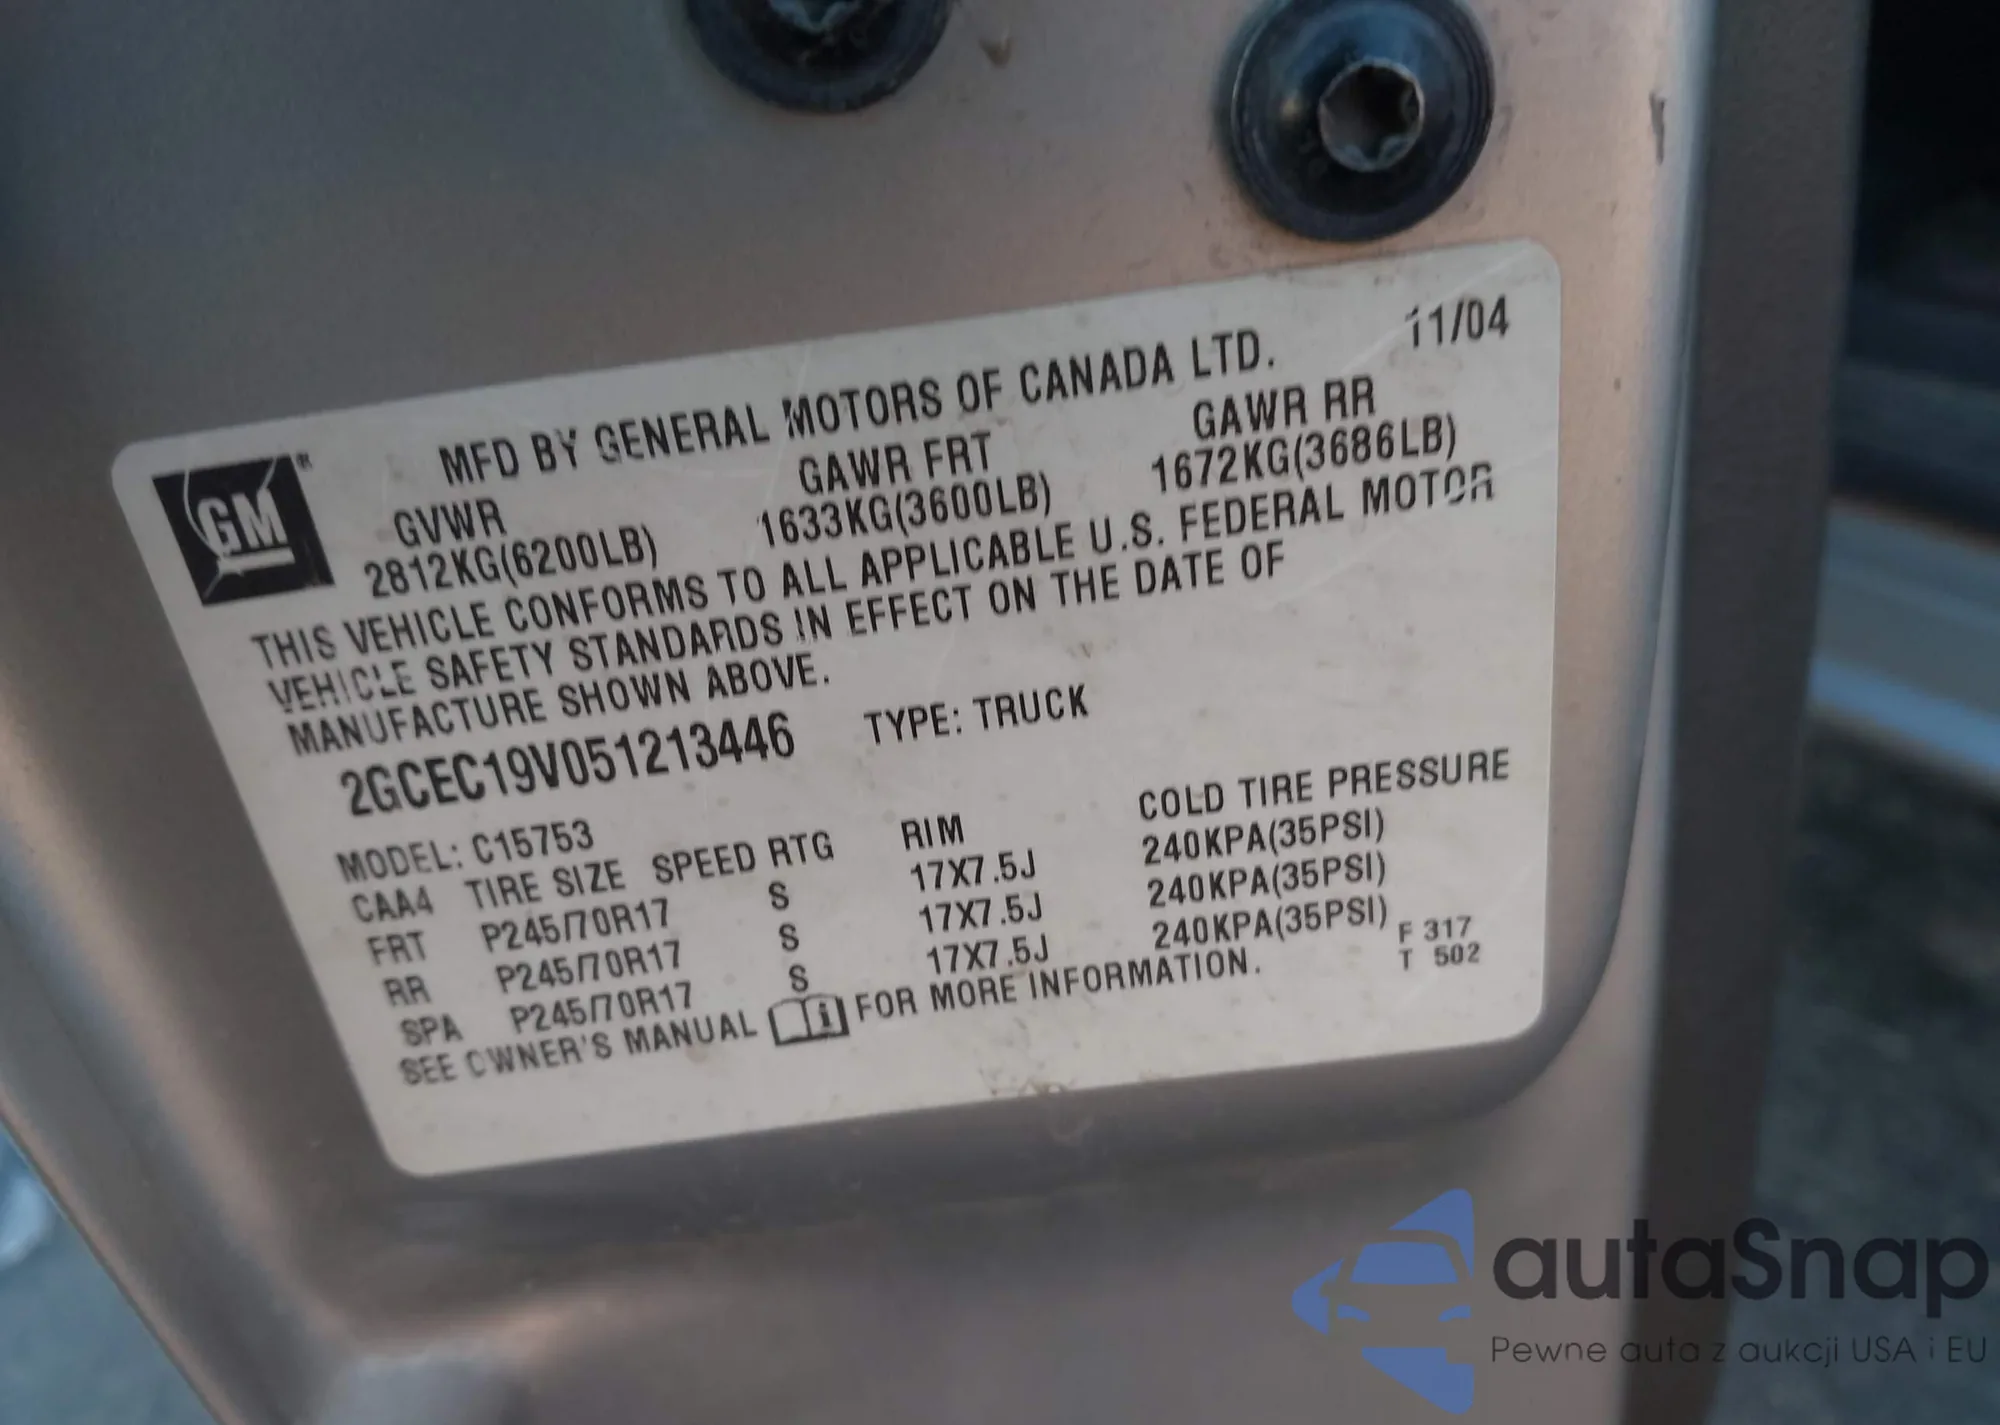 11/04
MFD BY GENERAL MOTORS OF CANADA LTD.
GM®
GVWR GAWR FRT GAWR RR
2812KG(6200LB) 1633KG(3600LB) 1672KG(3686LB)
THIS VEHICLE CONFORMS TO ALL APPLICABLE U.S. FEDERAL MOTOR
VEHICLE SAFETY STANDARDS IN EFFECT ON THE DATE OF
MANUFACTURE SHOWN ABOVE.
2GCEC19V051213446 TYPE: TRUCK
MODEL: C15753
CAA4 TIRE SIZE SPEED RTG RIM COLD TIRE PRESSURE
FRT P245/70R17 S 17X7.5J 240KPA(35PSI)
RR P245/70R17 S 17X7.5J 240KPA(35PSI)
SPA P245/70R17 S 17X7.5J 240KPA(35PSI)
SEE OWNER'S MANUAL i FOR MORE INFORMATION.
F 317
T 502
autaSnap
Pewne auta z aukcji USA i EU